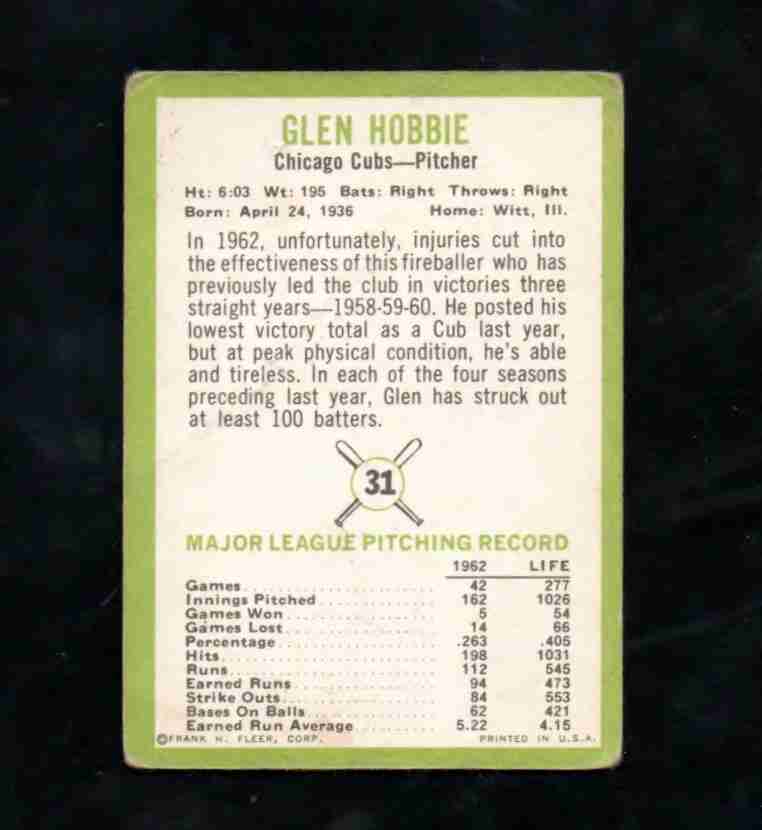 GLEN HOBBIE
Chicago Cubs—Pitcher
Ht: 6:03 Wt: 195 Bats: Right Throws: Right
Born: April 24, 1936 Home: Witt, Ill.
In 1962, unfortunately, injuries cut into
the effectiveness of this fireballer who has
previously led the club in victories three
straight years—1958-59-60. He posted his
lowest victory total as a Cub last year,
but at peak physical condition, he's able
and tireless. In each of the four seasons
preceding last year, Glen has struck out
at least 100 batters.
31
MAJOR LEAGUE PITCHING RECORD
1962 LIFE
Games 42 277
Innings Pitched 162 1026
Games Won 5 54
Games Lost 14 66
Percentage .263 .405
Hits 198 1031
Runs 112 545
Earned Runs 94 473
Strike Outs 84 553
Bases On Balls 62 421
Earned Run Average 5.22 4.15
©FRANK H. FLEER, CORP. PRINTED IN U.S.A.